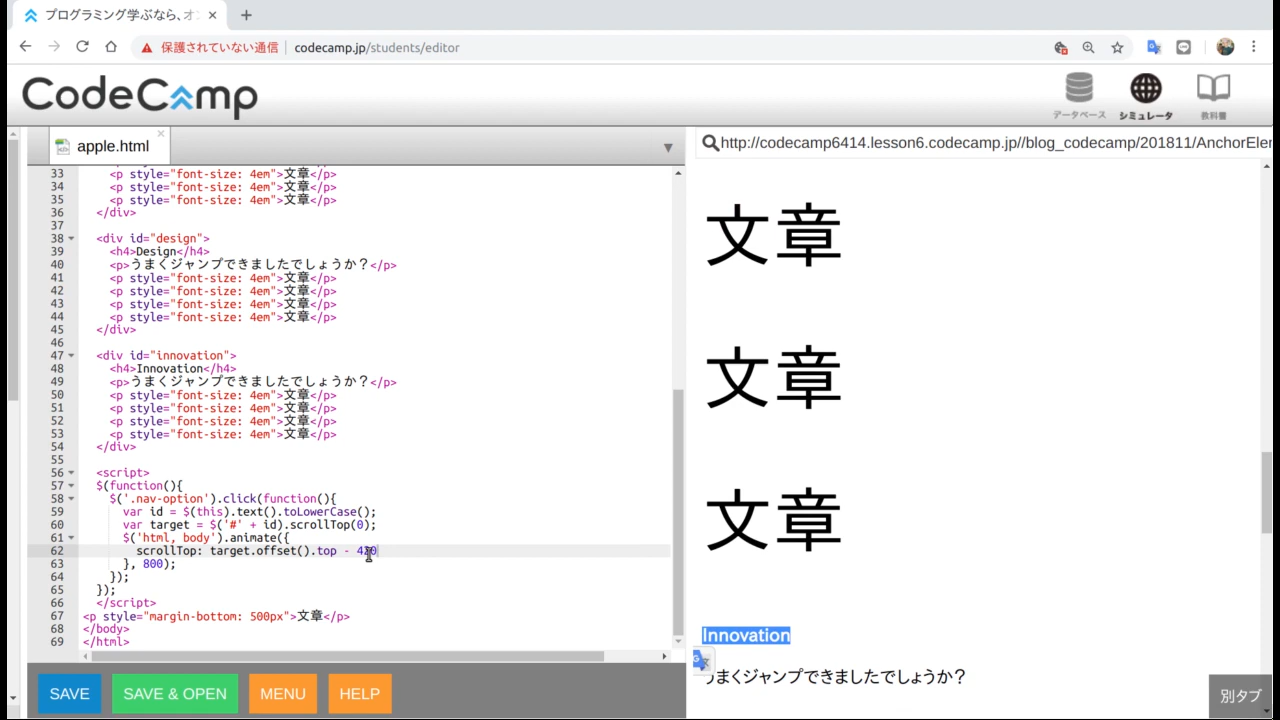 プログラミング学ぶなら、オ
保護されていない通信
codecamp.jp/students/editor
CodeCamp
データベース
シミュレータ
教科書
apple.html
http://codecamp6414.lesson6.codecamp.jp//blog_codecamp/201811/AnchorEler
33 <p style="font-size: 4em">文章</p>
34 <p style="font-size: 4em">文章</p>
35 <p style="font-size: 4em">文章</p>
36 </div>
37
38 <div id="design">
39 <h4>Design</h4>
40 <p>うまくジャンプできましたでしょうか？</p>
41 <p style="font-size: 4em">文章</p>
42 <p style="font-size: 4em">文章</p>
43 <p style="font-size: 4em">文章</p>
44 <p style="font-size: 4em">文章</p>
45 </div>
46
47 <div id="innovation">
48 <h4>Innovation</h4>
49 <p>うまくジャンプできましたでしょうか？</p>
50 <p style="font-size: 4em">文章</p>
51 <p style="font-size: 4em">文章</p>
52 <p style="font-size: 4em">文章</p>
53 <p style="font-size: 4em">文章</p>
54 </div>
55
56 <script>
57 $(function(){
58 $('.nav-option').click(function(){
59 var id = $(this).text().toLowerCase();
60 var target = $('#' + id).scrollTop(0);
61 $('html, body').animate({
62 scrollTop: target.offset().top -
63 }, 800);
64 });
65 });
66 </script>
67 <p style="margin-bottom: 500px">文章</p>
68 </body>
69 </html>
SAVE
SAVE & OPEN
MENU
HELP
文章
文章
文章
Innovation
うまくジャンプできましたでしょうか？
別タブ